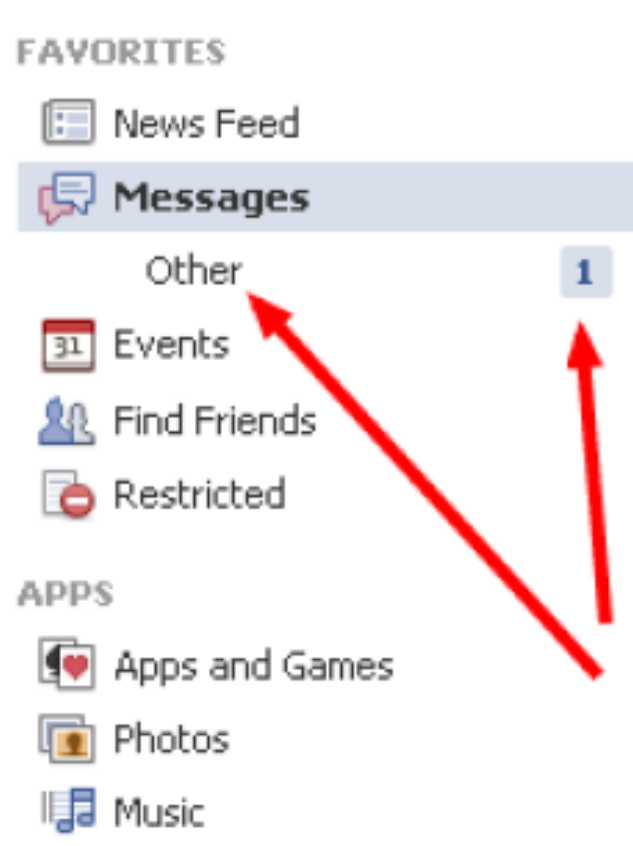 FAVORITES
News Feed
Messages
Other 1
31 Events
Find Friends
Restricted
APPS
Apps and Games
Photos
Music